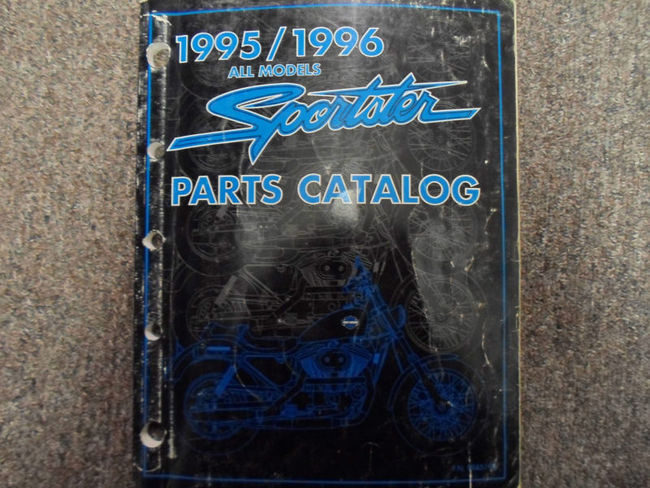 1995/1996
ALL MODELS
Sportster
PARTS CATALOG